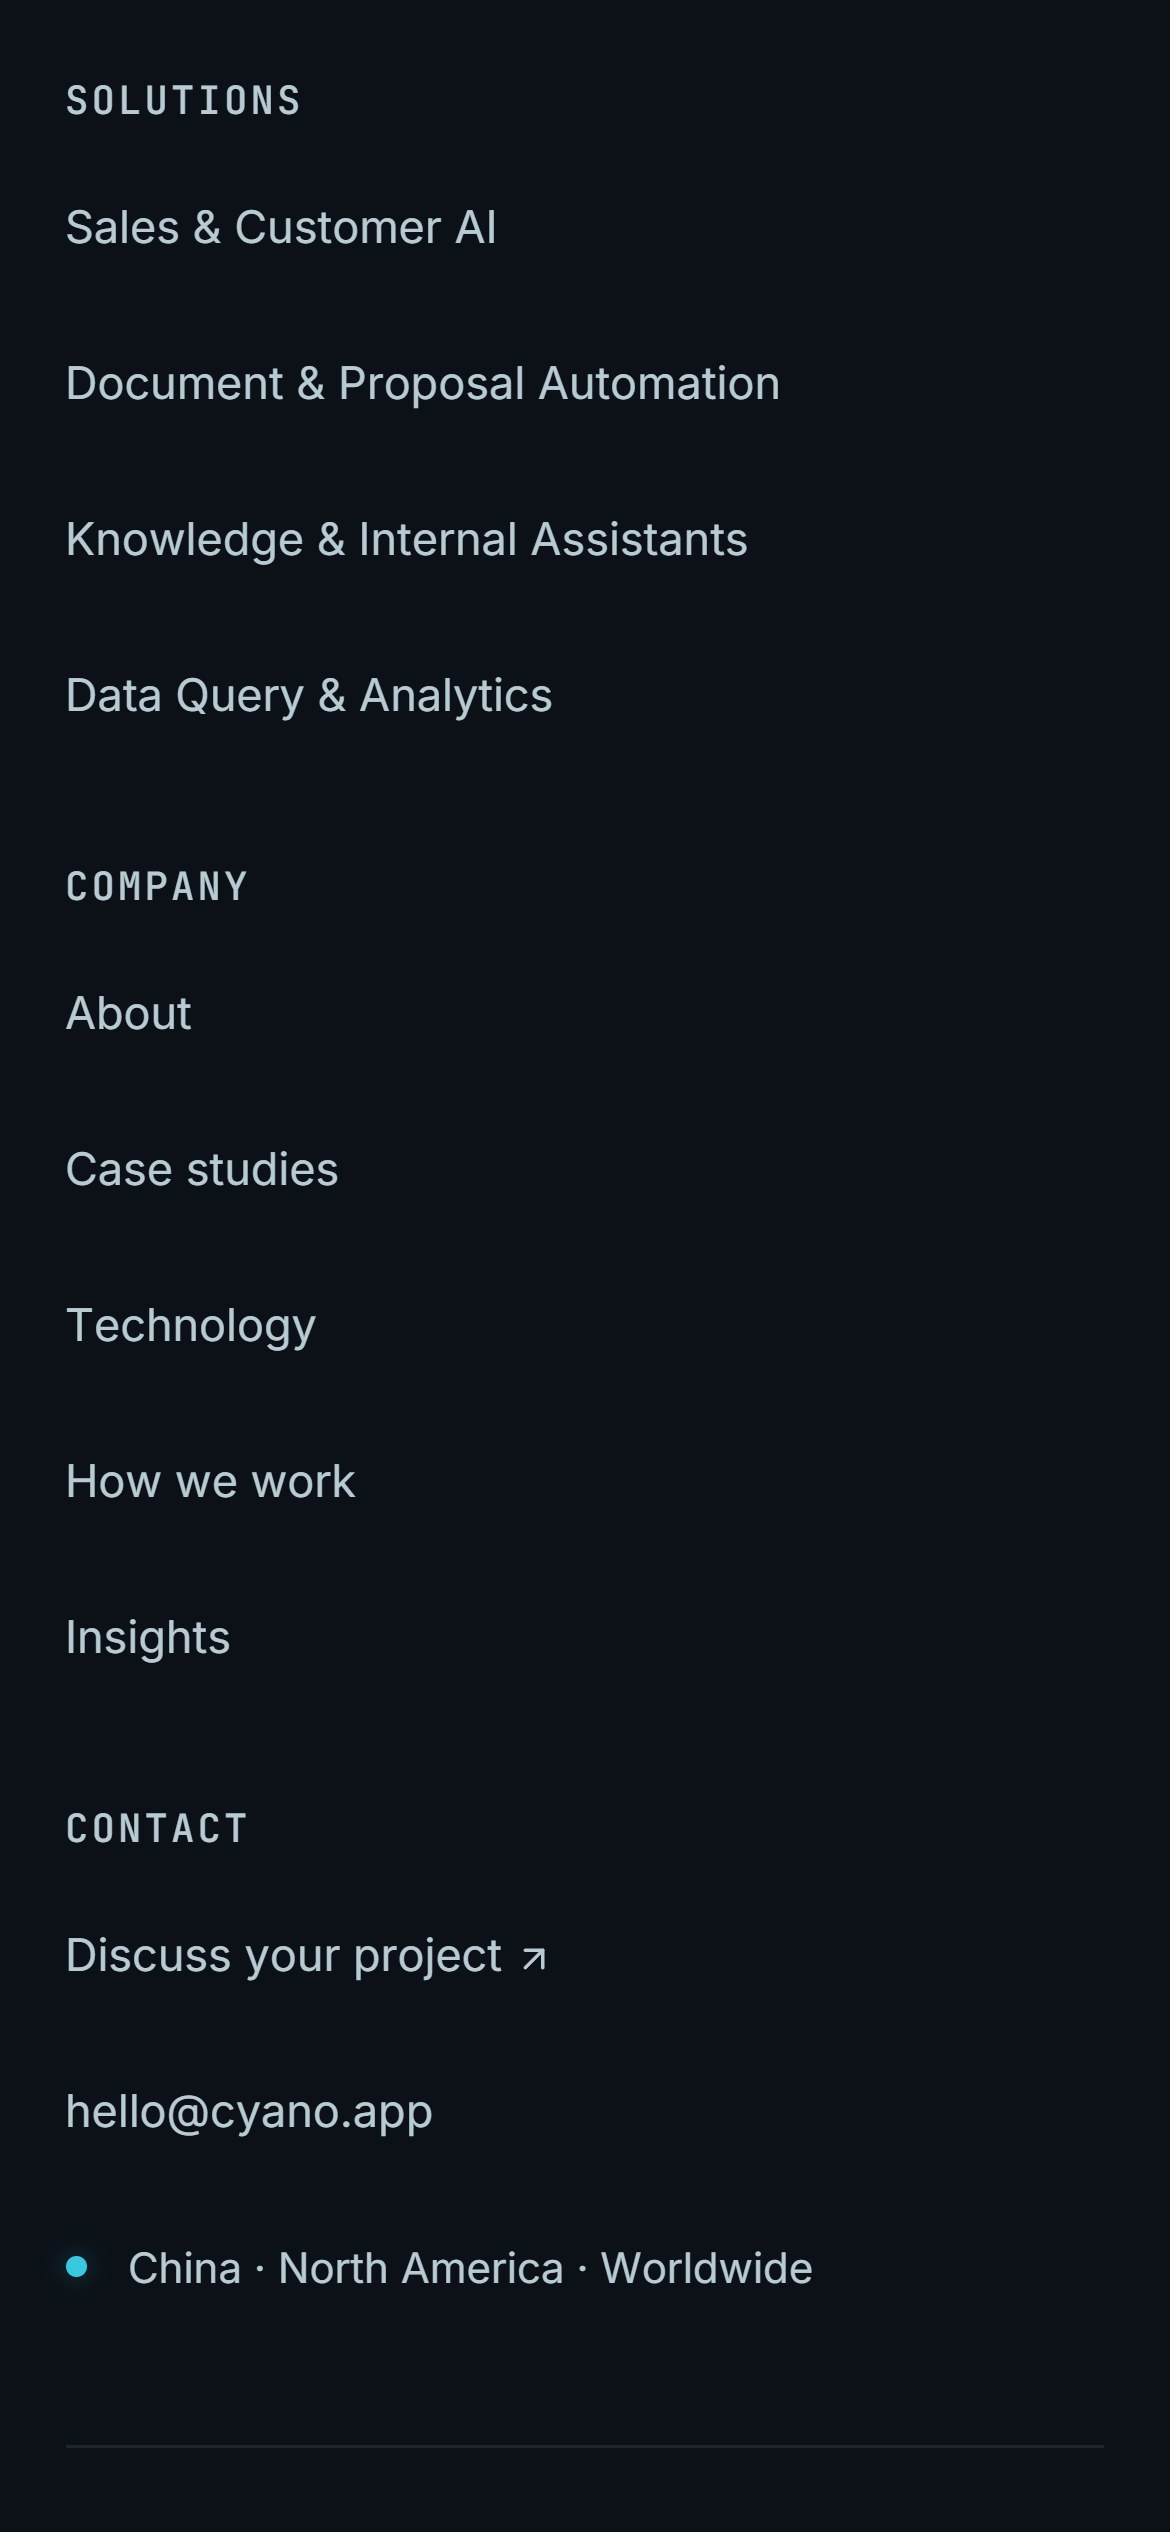 SOLUTIONS
Sales & Customer AI
Document & Proposal Automation
Knowledge & Internal Assistants
Data Query & Analytics
COMPANY
About
Case studies
Technology
How we work
Insights
CONTACT
Discuss your project ↗
hello@cyano.app
China · North America · Worldwide